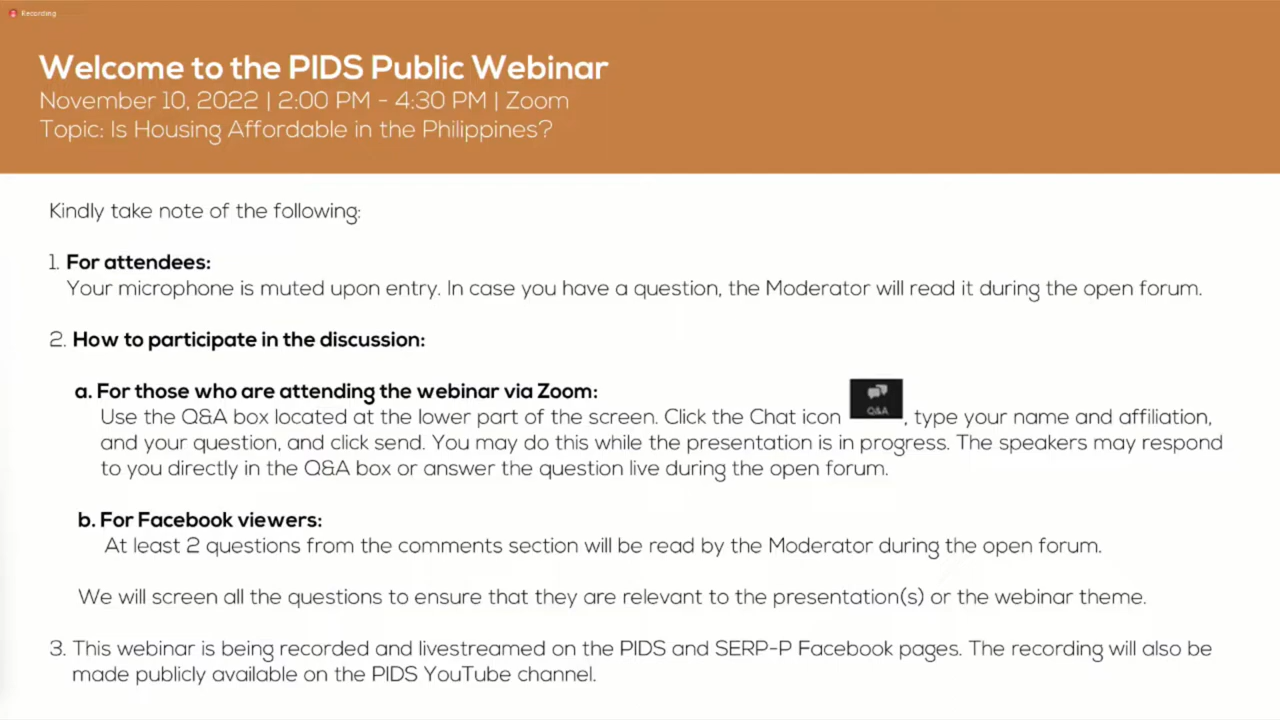 Recording
Welcome to the PIDS Public Webinar
November 10, 2022 | 2:00 PM - 4:30 PM | Zoom
Topic: Is Housing Affordable in the Philippines?
Kindly take note of the following:
1. For attendees:
Your microphone is muted upon entry. In case you have a question, the Moderator will read it during the open forum.
2. How to participate in the discussion:
a. For those who are attending the webinar via Zoom:
Use the Q&A box located at the lower part of the screen. Click the Chat icon Q&A, type your name and affiliation,
and your question, and click send. You may do this while the presentation is in progress. The speakers may respond
to you directly in the Q&A box or answer the question live during the open forum.
b. For Facebook viewers:
At least 2 questions from the comments section will be read by the Moderator during the open forum.
We will screen all the questions to ensure that they are relevant to the presentation(s) or the webinar theme.
3. This webinar is being recorded and livestreamed on the PIDS and SERP-P Facebook pages. The recording will also be
made publicly available on the PIDS YouTube channel.